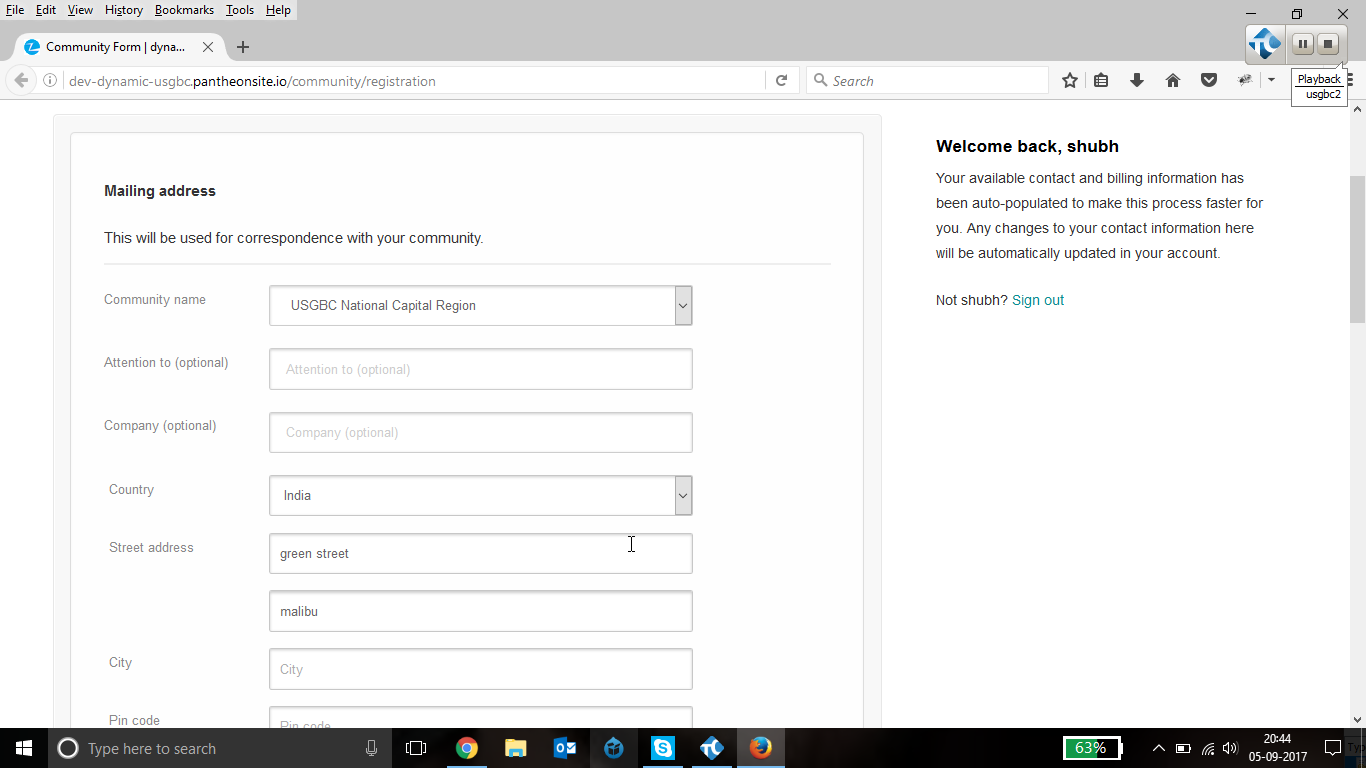 File Edit View History Bookmarks Tools Help
Community Form | dyna...
dev-dynamic-usgbc.pantheonsite.io/community/registration
Search
Playback
usgbc2
Mailing address
This will be used for correspondence with your community.
Community name
USGBC National Capital Region
Attention to (optional)
Attention to (optional)
Company (optional)
Company (optional)
Country
India
Street address
green street
malibu
City
City
Pin code
Pin code
Welcome back, shubh
Your available contact and billing information has
been auto-populated to make this process faster for
you. Any changes to your contact information here
will be automatically updated in your account.
Not shubh? Sign out
Type here to search
63%
20:44
05-09-2017